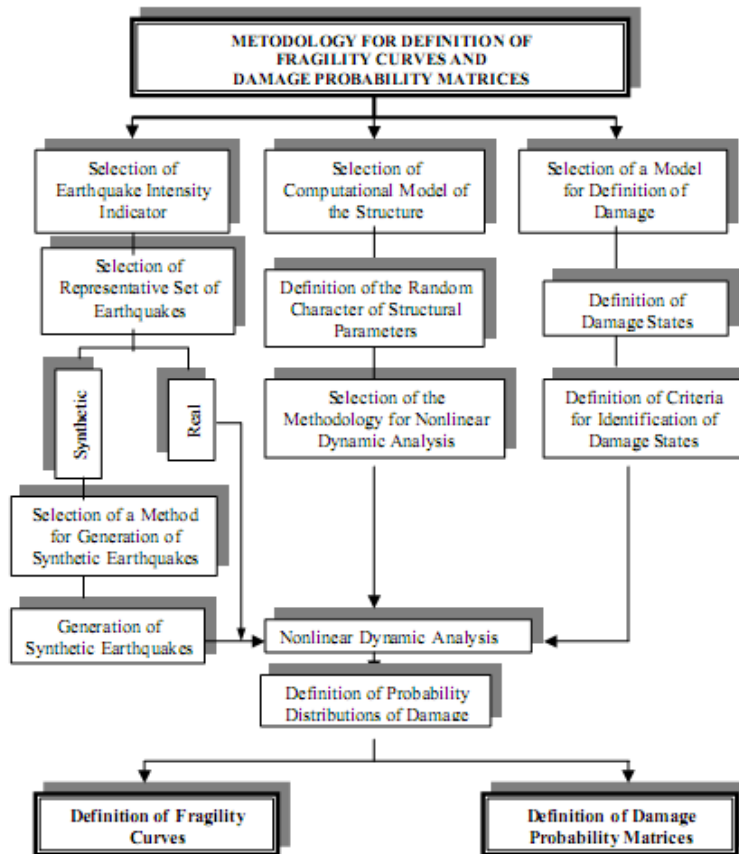 METODOLOGY FOR DEFINITION OF
FRAGILITY CURVES AND
DAMAGE PROBABILITY MATRICES
Selection of
Earthquake Intensity
Indicator
Selection of
Computational Model of
the Structure
Selection of a Model
for Definition of
Damage
Selection of
Representative Set of
Earthquakes
Definition of the Random
Character of Structural
Parameters
Definition of
Damage States
Synthetic
Real
Selection of the
Methodology for Nonlinear
Dynamic Analysis
Definition of Criteria
for Identification of
Damage States
Selection of a Method
for Generation of
Synthetic Earthquakes
Generation of
Synthetic Earthquakes
Nonlinear Dynamic Analysis
Definition of Probability
Distributions of Damage
Definition of Fragility
Curves
Definition of Damage
Probability Matrices